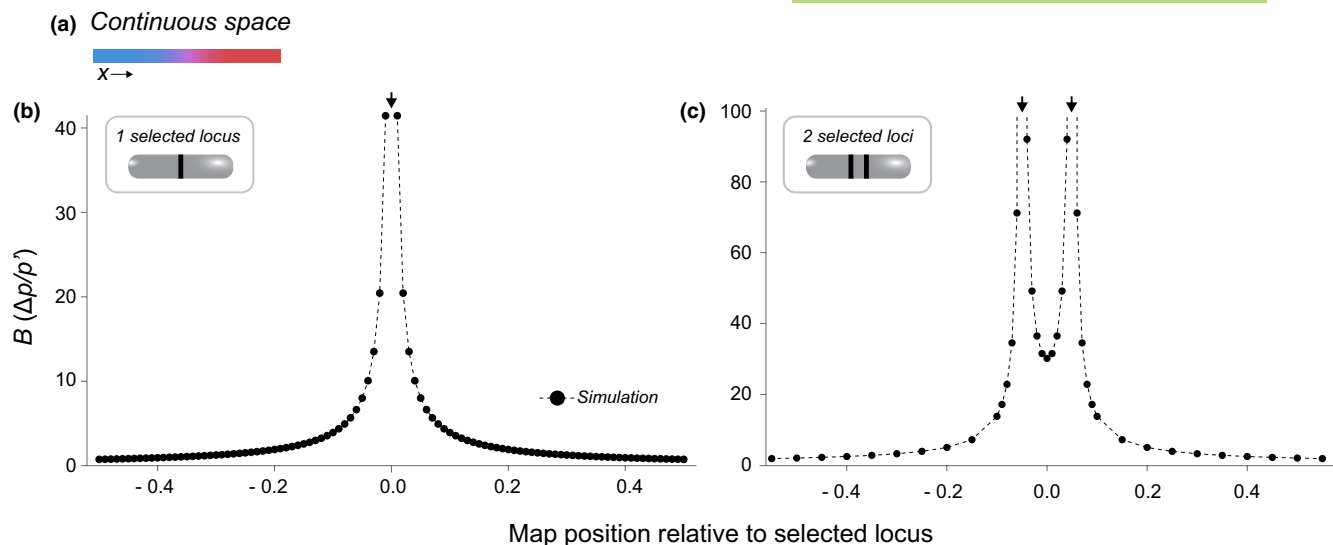 (a) Continuous space
x→
(b)
1 selected locus
40
30
20
10
0
B (Δp/p’)
Simulation
- 0.4
- 0.2
0.0
0.2
0.4
(c)
2 selected loci
100
80
60
40
20
0
- 0.4
- 0.2
0.0
0.2
0.4
Map position relative to selected locus